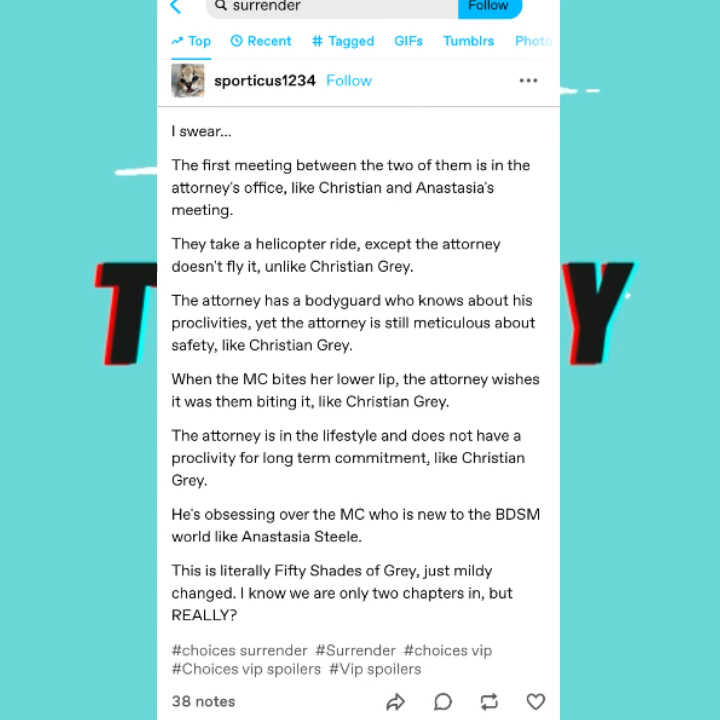 surrender
Follow
Top
Recent
# Tagged
GIFs
Tumblrs
Photo
sporticus1234 Follow
I swear...
The first meeting between the two of them is in the
attorney's office, like Christian and Anastasia's
meeting.
They take a helicopter ride, except the attorney
doesn't fly it, unlike Christian Grey.
The attorney has a bodyguard who knows about his
proclivities, yet the attorney is still meticulous about
safety, like Christian Grey.
When the MC bites her lower lip, the attorney wishes
it was them biting it, like Christian Grey.
The attorney is in the lifestyle and does not have a
proclivity for long term commitment, like Christian
Grey.
He's obsessing over the MC who is new to the BDSM
world like Anastasia Steele.
This is literally Fifty Shades of Grey, just mildy
changed. I know we are only two chapters in, but
REALLY?
#choices surrender #Surrender #choices vip
#Choices vip spoilers #Vip spoilers
38 notes
T
Y